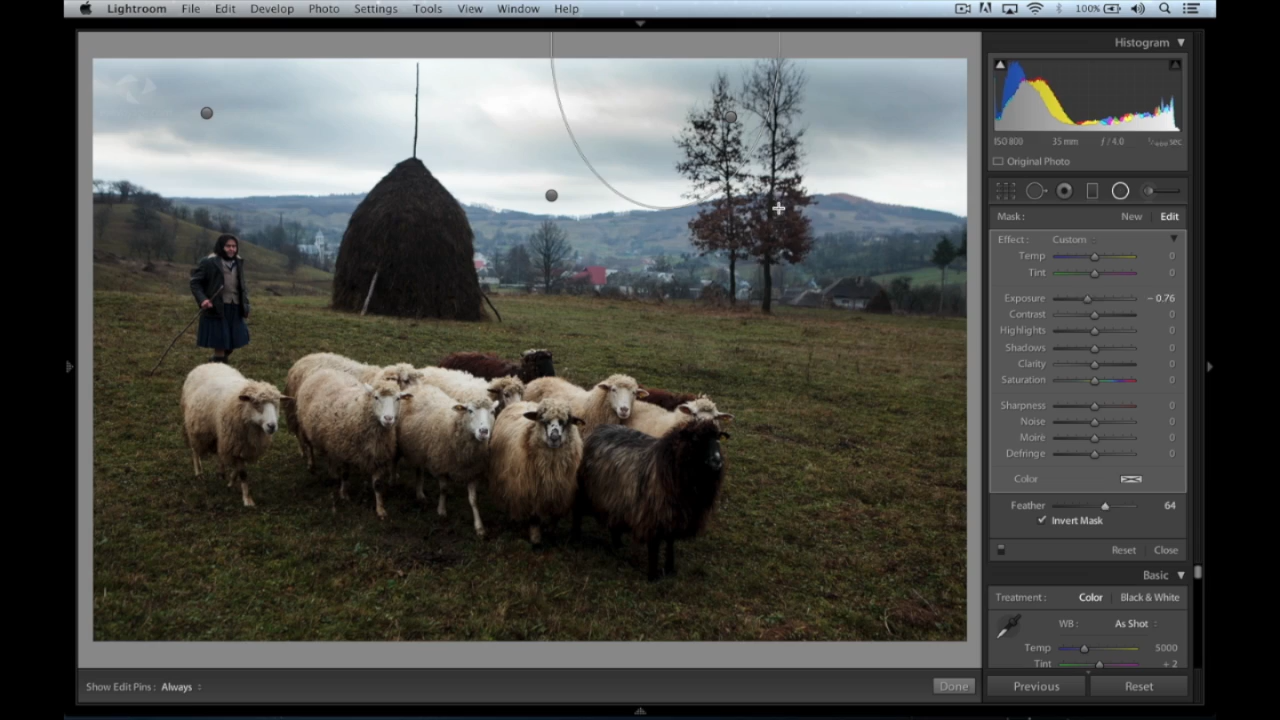 Lightroom File Edit Develop Photo Settings Tools View Window Help 100%
Histogram
ISO 800 35 mm ƒ / 4.0 sec
Original Photo
Mask : New Edit
Effect : Custom
Temp 0
Tint 0
Exposure – 0.76
Contrast 0
Highlights 0
Shadows 0
Clarity 0
Saturation 0
Sharpness 0
Noise 0
Moiré 0
Defringe 0
Color
Feather 64
Invert Mask
Reset Close
Basic
Treatment : Color Black & White
WB : As Shot
Temp 5000
Tint + 2
Show Edit Pins : Always Done Previous Reset